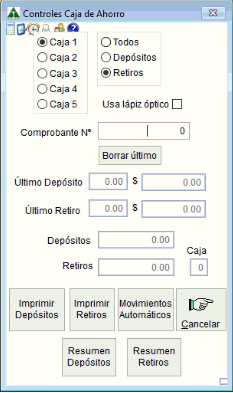 Controles Caja de Ahorro
Caja 1
Caja 2
Caja 3
Caja 4
Caja 5
Todos
Depósitos
Retiros
Usa lápiz óptico
Comprobante Nº 0
Borrar último
Último Depósito 0.00 $ 0.00
Último Retiro 0.00 $ 0.00
Depósitos 0.00
Caja
Retiros 0.00 0
Imprimir Depósitos
Imprimir Retiros
Movimientos Automáticos
Cancelar
Resumen Depósitos
Resumen Retiros